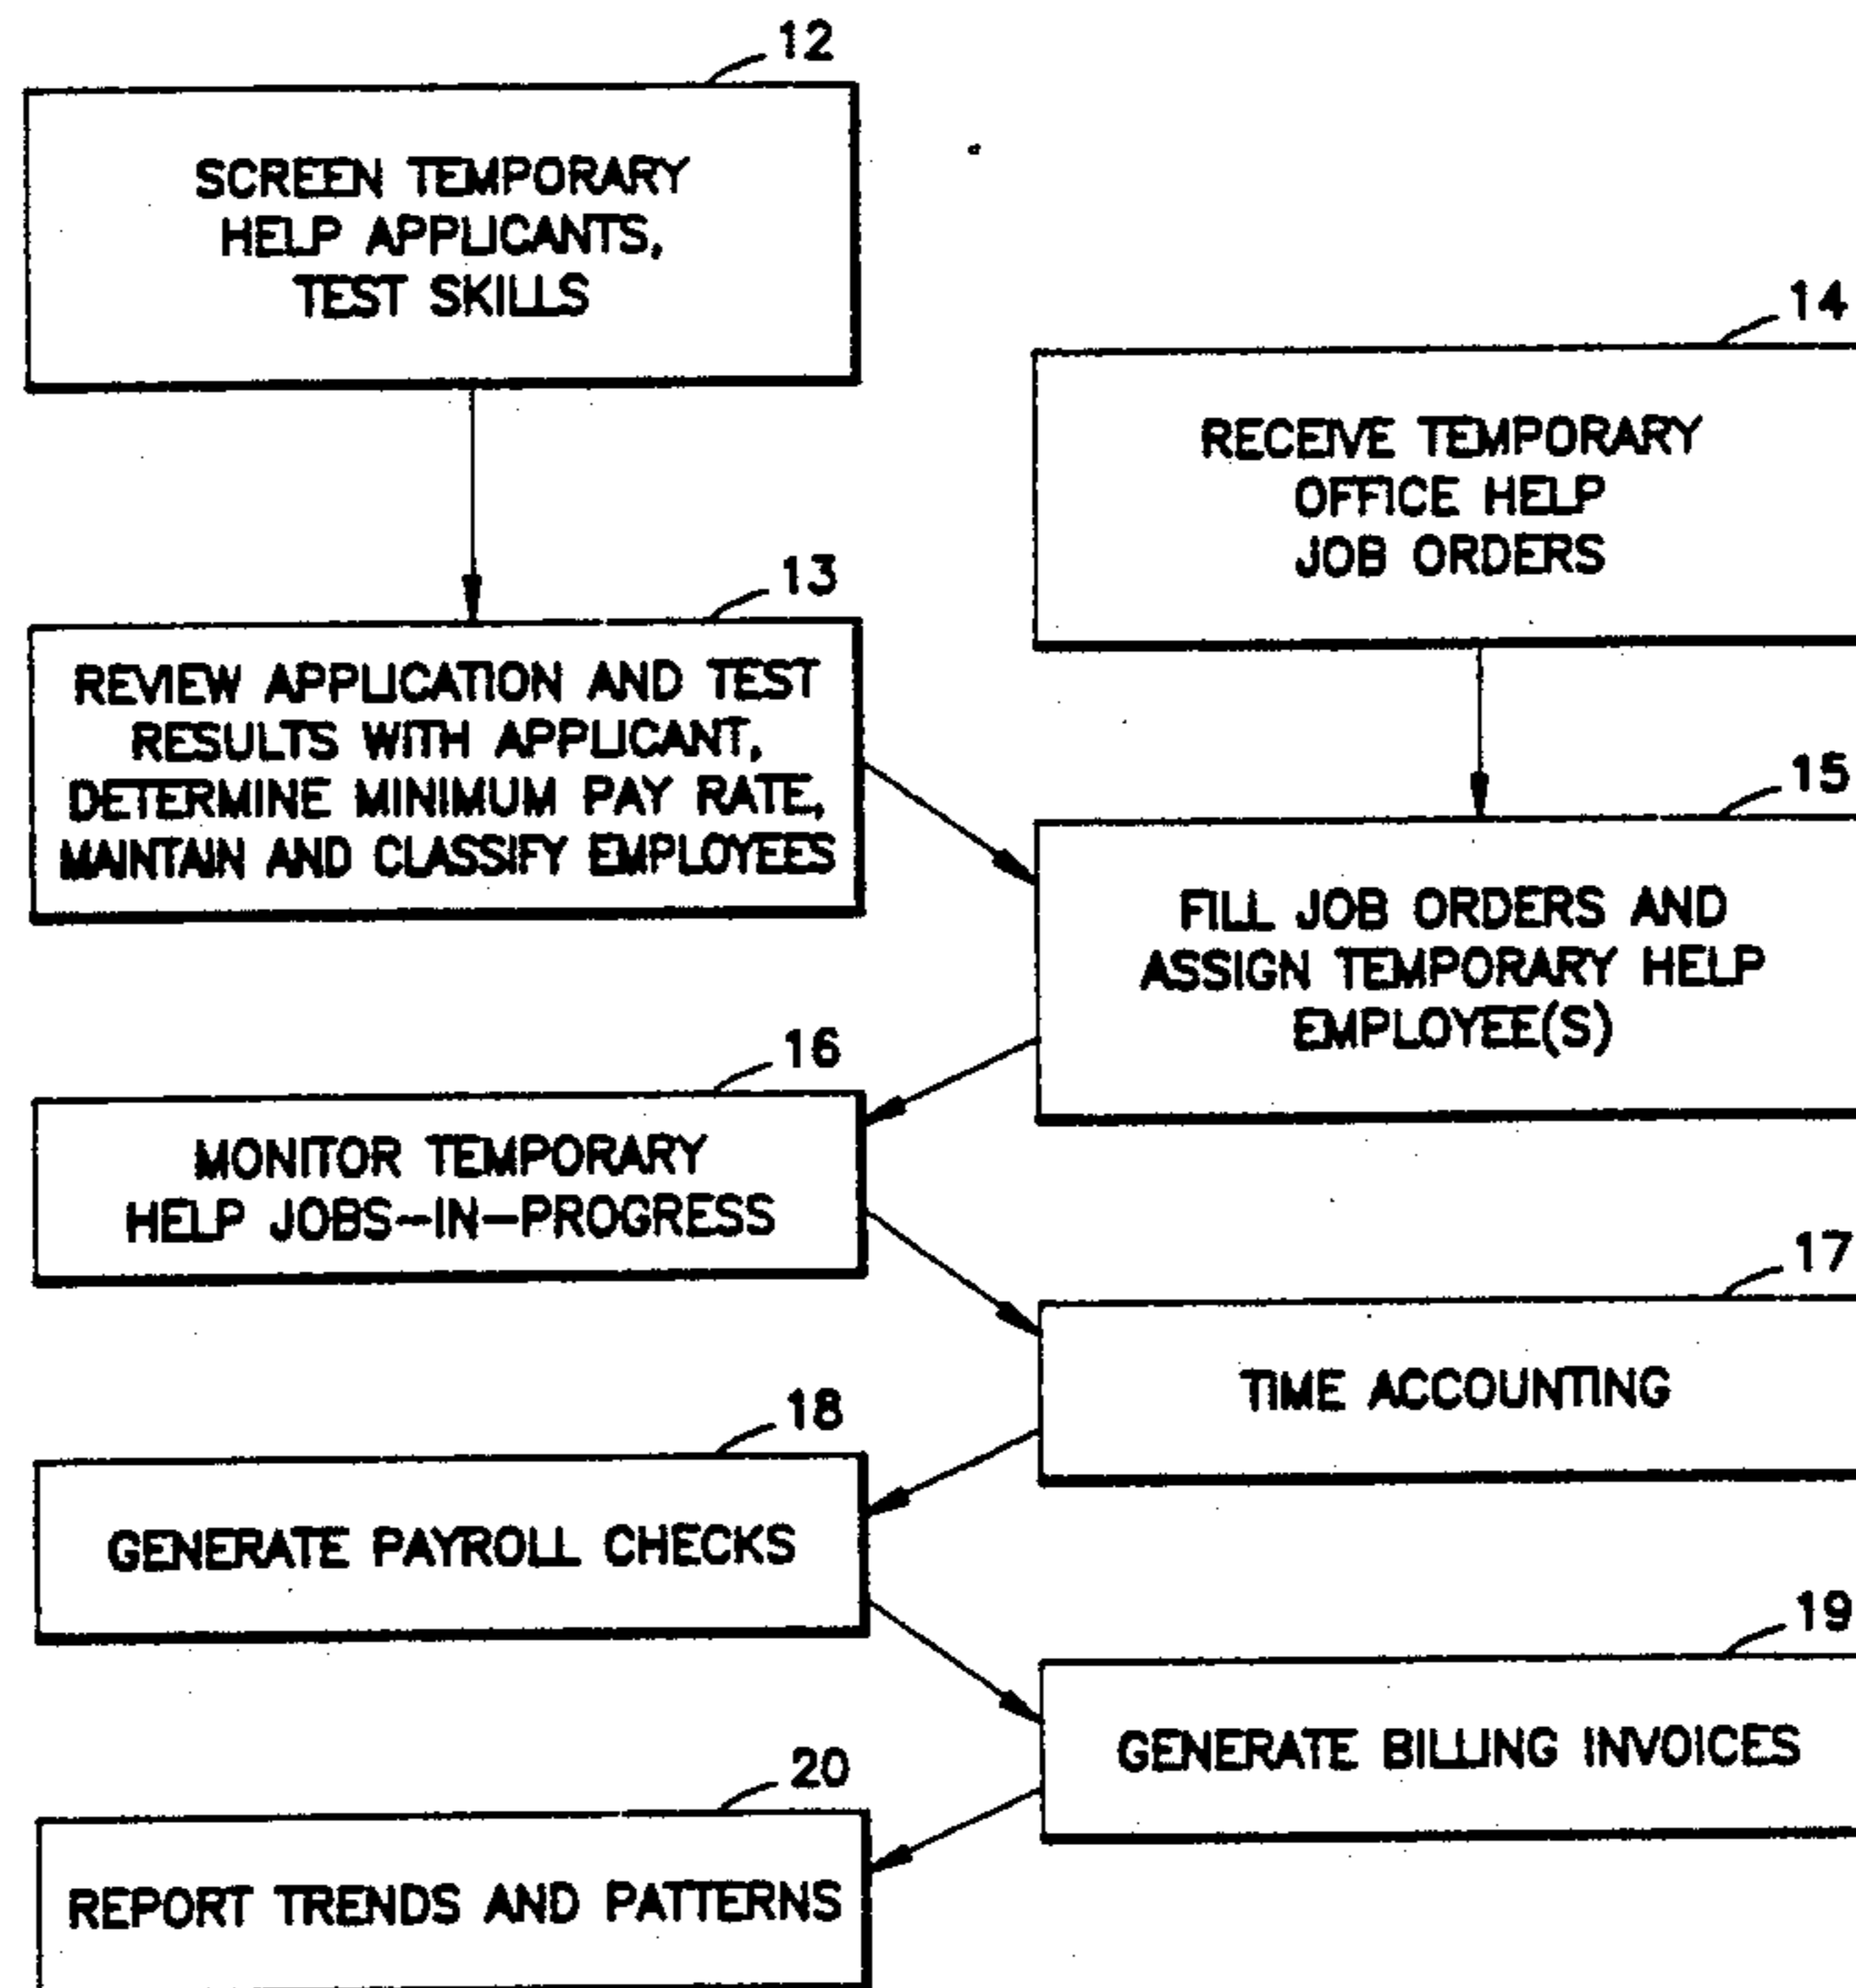 12
SCREEN TEMPORARY
HELP APPLICANTS,
TEST SKILLS
14
RECEIVE TEMPORARY
OFFICE HELP
JOB ORDERS
13
REVIEW APPLICATION AND TEST
RESULTS WITH APPLICANT,
DETERMINE MINIMUM PAY RATE,
MAINTAIN AND CLASSIFY EMPLOYEES
15
FILL JOB ORDERS AND
ASSIGN TEMPORARY HELP
EMPLOYEE(S)
16
MONITOR TEMPORARY
HELP JOBS-IN-PROGRESS
17
TIME ACCOUNTING
18
GENERATE PAYROLL CHECKS
19
GENERATE BILLING INVOICES
20
REPORT TRENDS AND PATTERNS